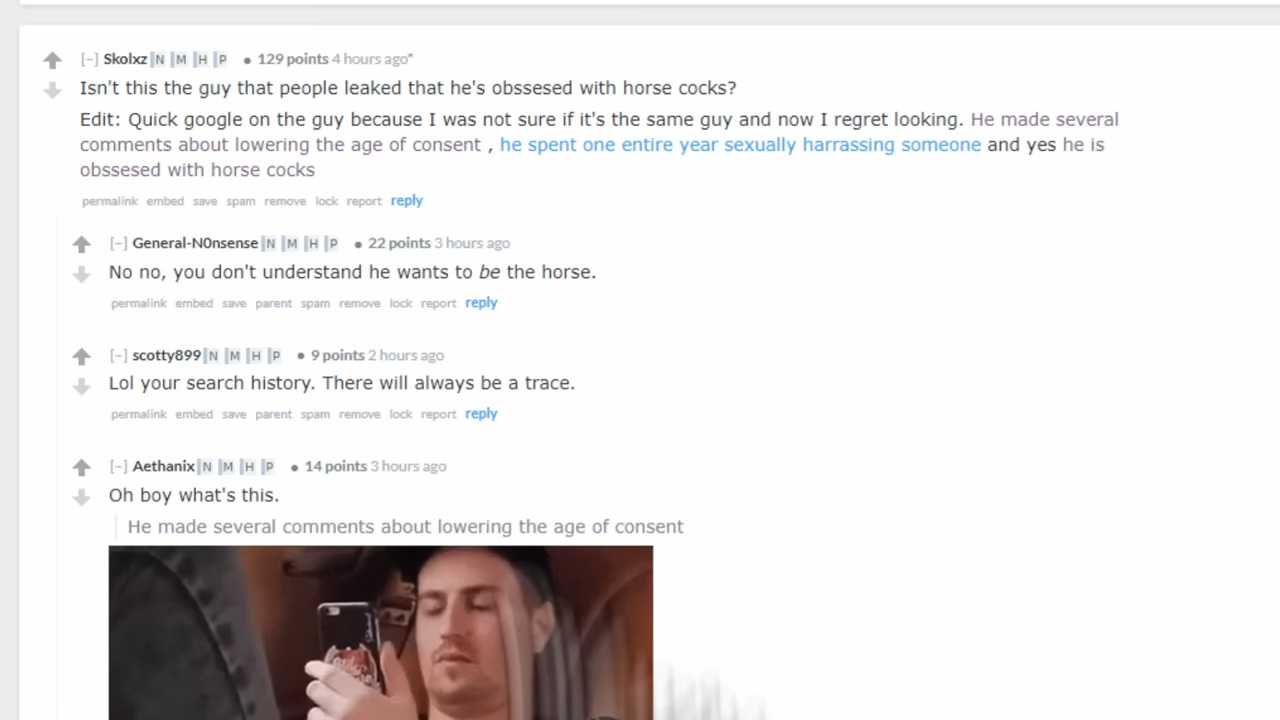 [–] Skolxz N M H P • 129 points 4 hours ago*
Isn't this the guy that people leaked that he's obssesed with horse cocks?
Edit: Quick google on the guy because I was not sure if it's the same guy and now I regret looking. He made several
comments about lowering the age of consent , he spent one entire year sexually harrassing someone and yes he is
obssesed with horse cocks
permalink embed save spam remove lock report reply
[–] General-N0nsense N M H P • 22 points 3 hours ago
No no, you don't understand he wants to be the horse.
permalink embed save parent spam remove lock report reply
[–] scotty899 N M H P • 9 points 2 hours ago
Lol your search history. There will always be a trace.
permalink embed save parent spam remove lock report reply
[–] Aethanix N M H P • 14 points 3 hours ago
Oh boy what's this.
He made several comments about lowering the age of consent